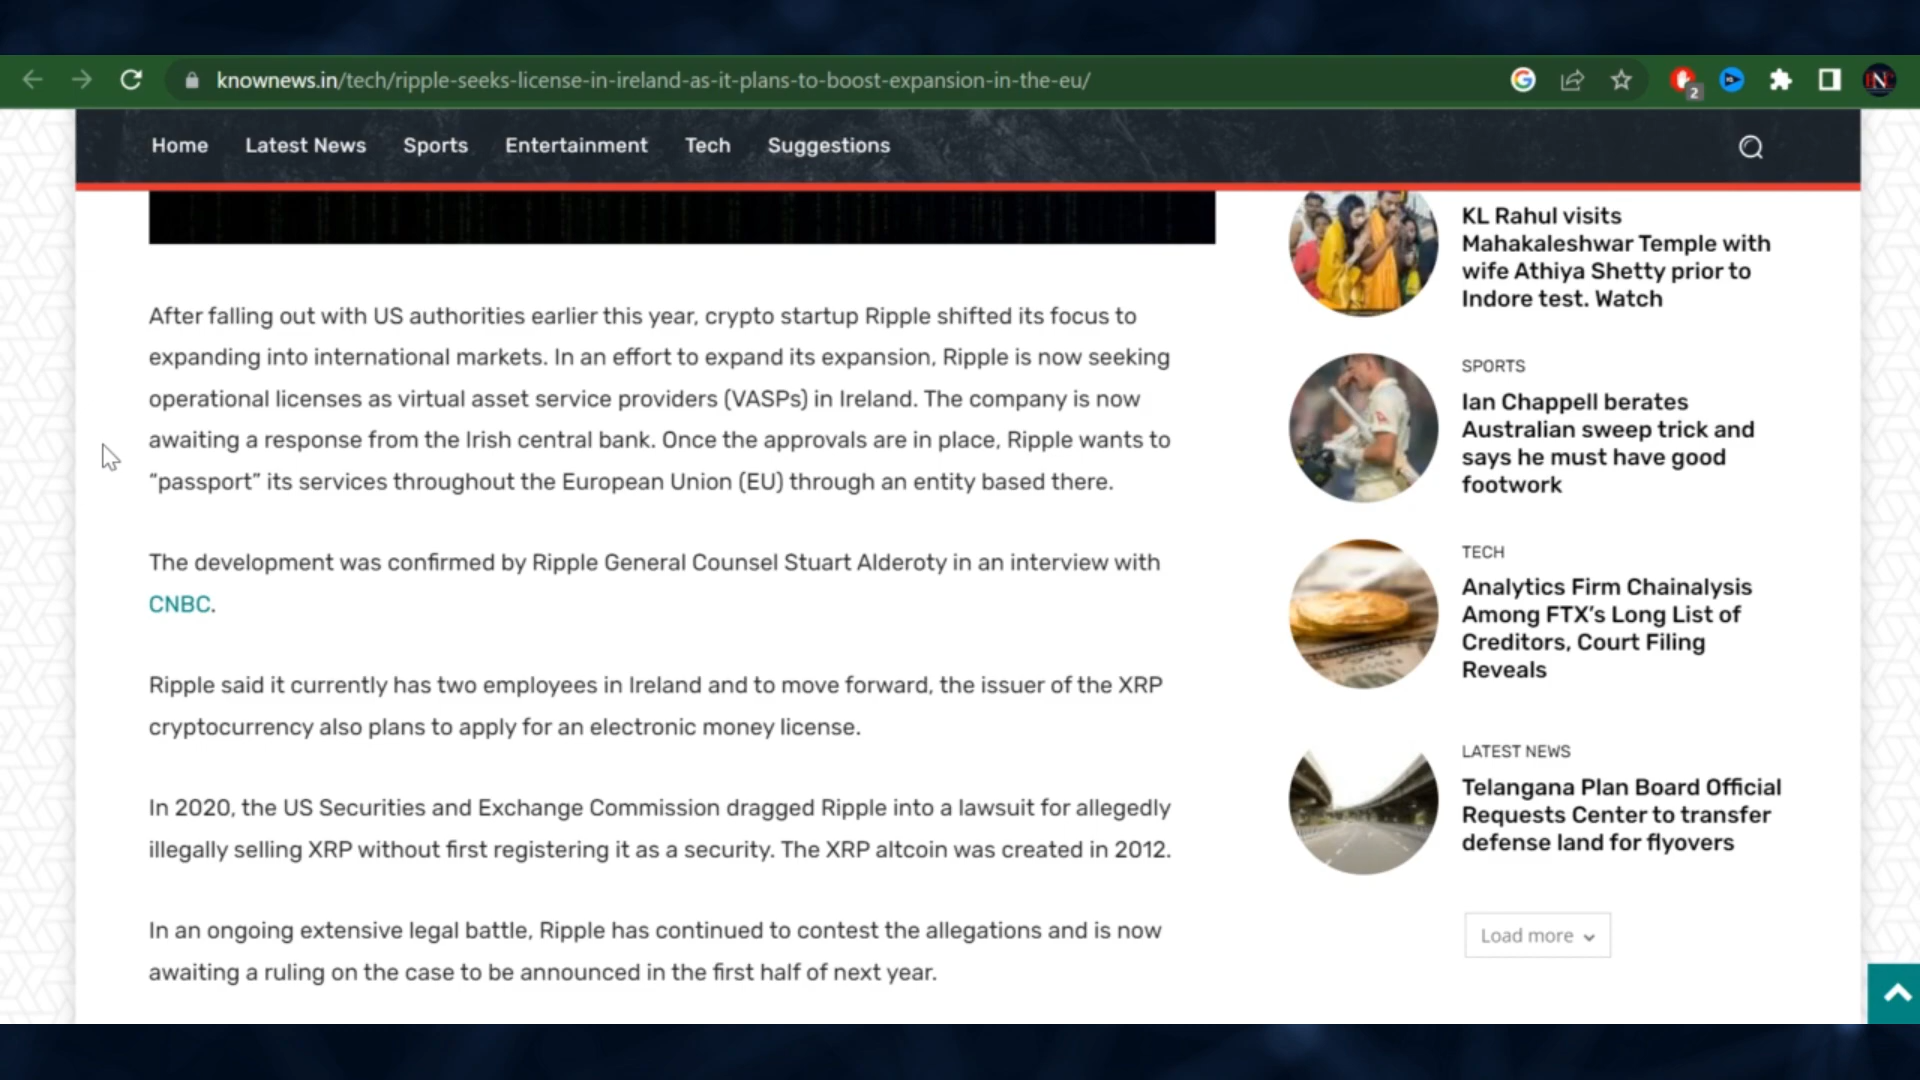 knownews.in/tech/ripple-seeks-license-in-ireland-as-it-plans-to-boost-expansion-in-the-eu/
2
Home
Latest News
Sports
Entertainment
Tech
Suggestions
After falling out with US authorities earlier this year, crypto startup Ripple shifted its focus to
expanding into international markets. In an effort to expand its expansion, Ripple is now seeking
operational licenses as virtual asset service providers (VASPs) in Ireland. The company is now
awaiting a response from the Irish central bank. Once the approvals are in place, Ripple wants to
“passport” its services throughout the European Union (EU) through an entity based there.
The development was confirmed by Ripple General Counsel Stuart Alderoty in an interview with
CNBC.
Ripple said it currently has two employees in Ireland and to move forward, the issuer of the XRP
cryptocurrency also plans to apply for an electronic money license.
In 2020, the US Securities and Exchange Commission dragged Ripple into a lawsuit for allegedly
illegally selling XRP without first registering it as a security. The XRP altcoin was created in 2012.
In an ongoing extensive legal battle, Ripple has continued to contest the allegations and is now
awaiting a ruling on the case to be announced in the first half of next year.
KL Rahul visits
Mahakaleshwar Temple with
wife Athiya Shetty prior to
Indore test. Watch
SPORTS
Ian Chappell berates
Australian sweep trick and
says he must have good
footwork
TECH
Analytics Firm Chainalysis
Among FTX’s Long List of
Creditors, Court Filing
Reveals
LATEST NEWS
Telangana Plan Board Official
Requests Center to transfer
defense land for flyovers
Load more